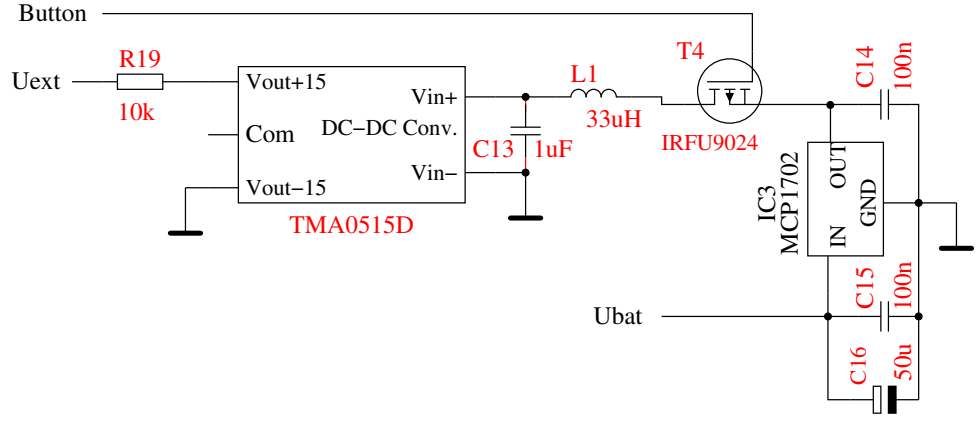 Button
Uext
R19
10k
Vout+15
Com
Vout−15
Vin+
DC−DC Conv.
Vin−
TMA0515D
C13
1uF
L1
33uH
T4
IRFU9024
C14
100n
IC3
MCP1702
OUT
GND
IN
Ubat
C15
100n
C16
50u